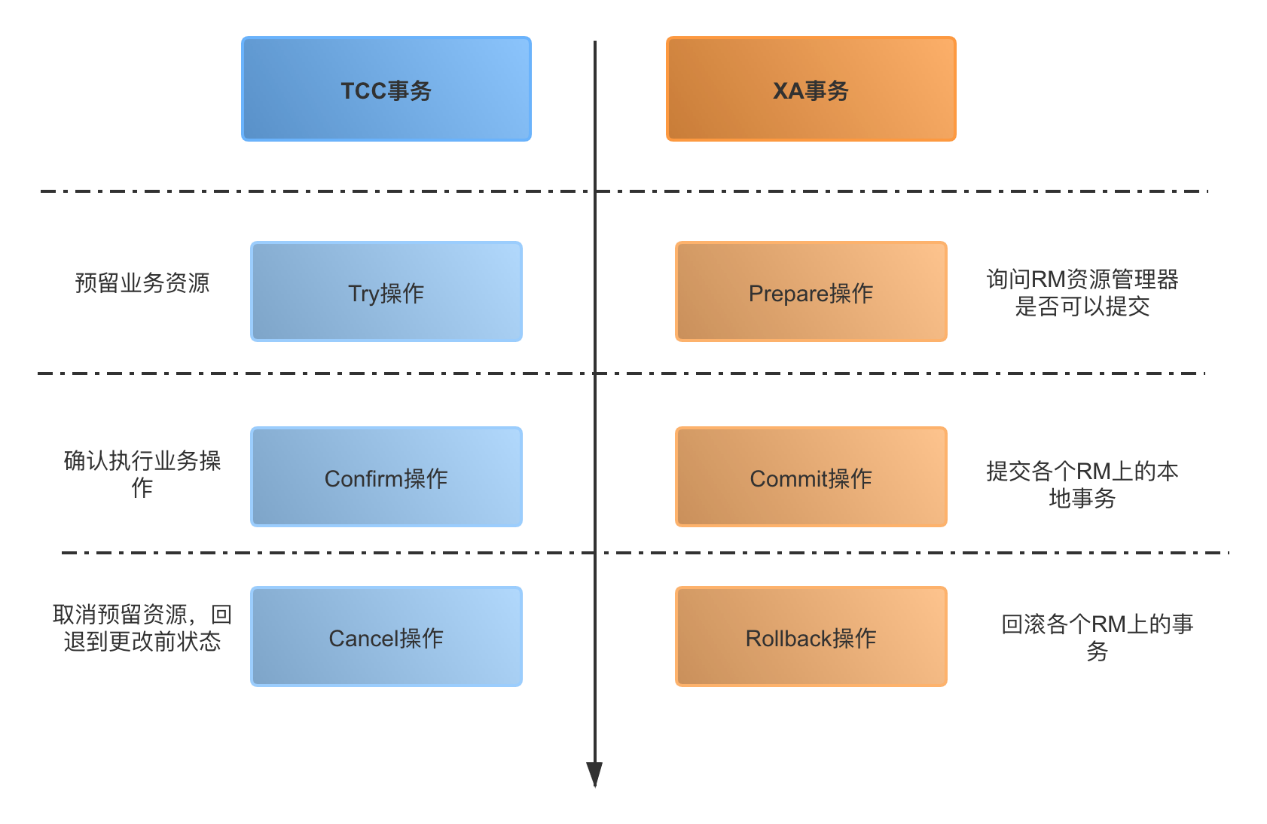 TCC事务
XA事务
预留业务资源
Try操作
Prepare操作
询问RM资源管理器
是否可以提交
确认执行业务操
作
Confirm操作
Commit操作
提交各个RM上的本
地事务
取消预留资源，回
退到更改前状态
Cancel操作
Rollback操作
回滚各个RM上的事
务